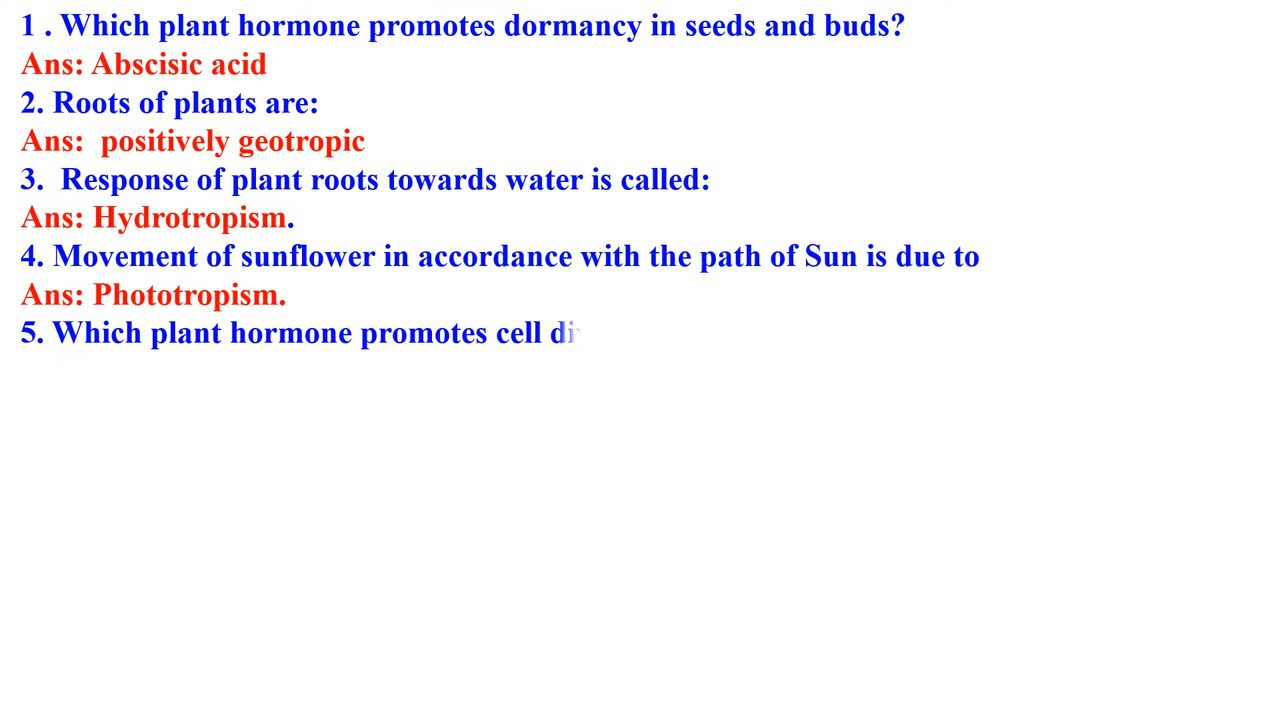 1 . Which plant hormone promotes dormancy in seeds and buds?
Ans: Abscisic acid
2. Roots of plants are:
Ans:  positively geotropic
3.  Response of plant roots towards water is called:
Ans: Hydrotropism.
4. Movement of sunflower in accordance with the path of Sun is due to
Ans: Phototropism.
5. Which plant hormone promotes cell